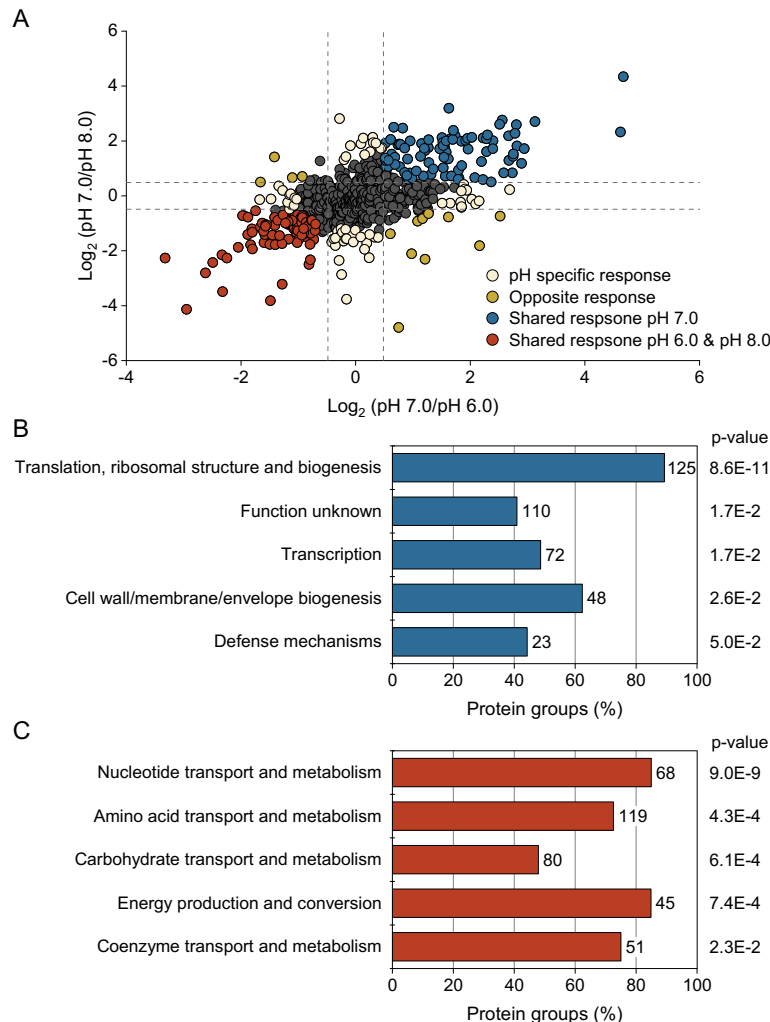 A
6
4
2
0
-2
-4
-6
Log2 (pH 7.0/pH 8.0)
-4
-2
0
2
4
6
Log2 (pH 7.0/pH 6.0)
pH specific response
Opposite response
Shared respsone pH 7.0
Shared respsone pH 6.0 & pH 8.0
B
p-value
Translation, ribosomal structure and biogenesis 125 8.6E-11
Function unknown 110 1.7E-2
Transcription 72 1.7E-2
Cell wall/membrane/envelope biogenesis 48 2.6E-2
Defense mechanisms 23 5.0E-2
0 20 40 60 80 100
Protein groups (%)
C
p-value
Nucleotide transport and metabolism 68 9.0E-9
Amino acid transport and metabolism 119 4.3E-4
Carbohydrate transport and metabolism 80 6.1E-4
Energy production and conversion 45 7.4E-4
Coenzyme transport and metabolism 51 2.3E-2
0 20 40 60 80 100
Protein groups (%)